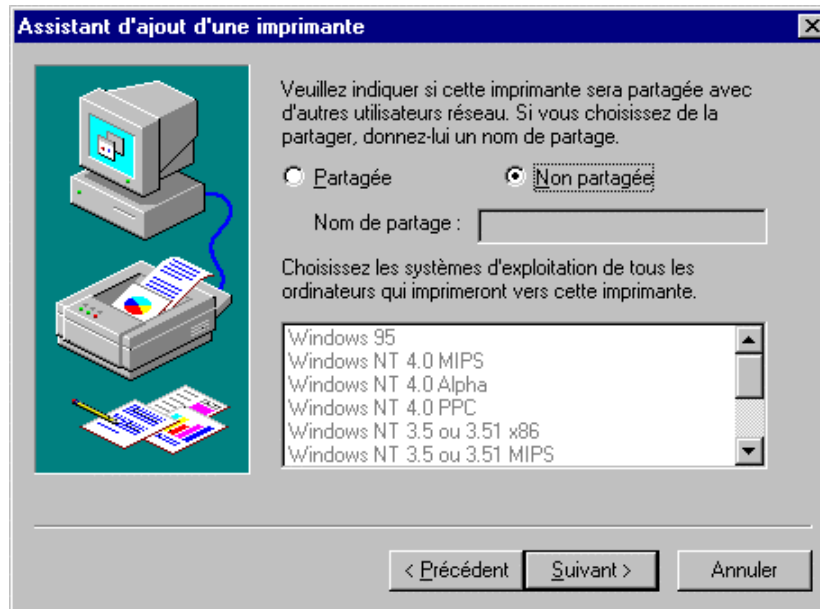 Assistant d'ajout d'une imprimante
Veuillez indiquer si cette imprimante sera partagée avec
d'autres utilisateurs réseau. Si vous choisissez de la
partager, donnez-lui un nom de partage.
Partagée
Non partagée
Nom de partage :
Choisissez les systèmes d'exploitation de tous les
ordinateurs qui imprimeront vers cette imprimante.
Windows 95
Windows NT 4.0 MIPS
Windows NT 4.0 Alpha
Windows NT 4.0 PPC
Windows NT 3.5 ou 3.51 x86
Windows NT 3.5 ou 3.51 MIPS
< Précédent
Suivant >
Annuler